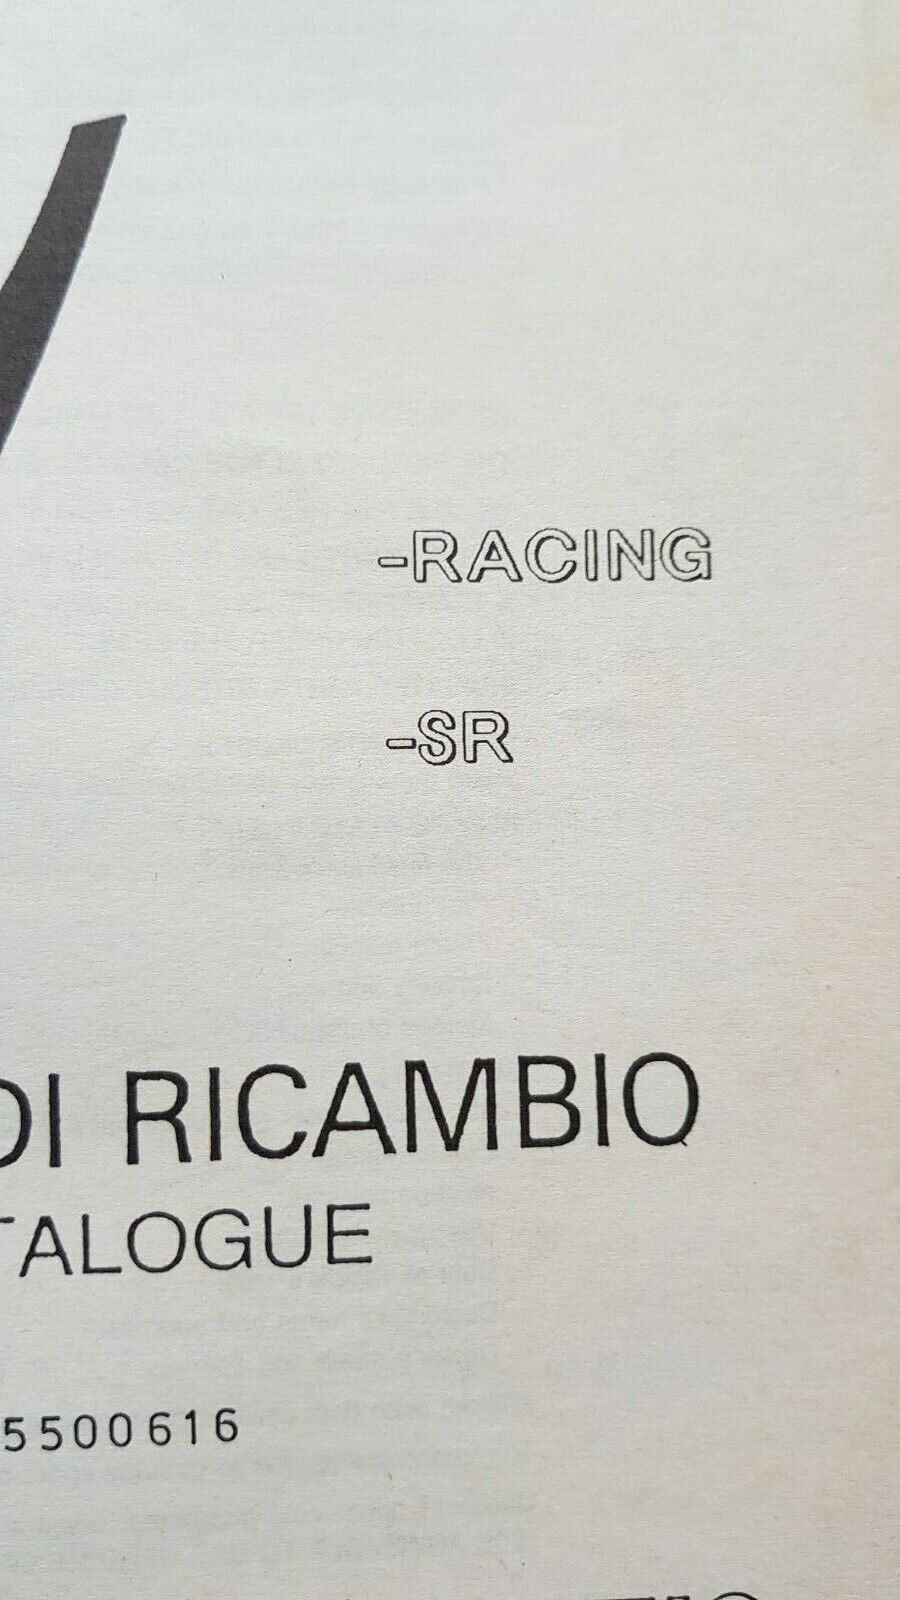 -RACING
-SR
DI RICAMBIO
TALOGUE
5500616